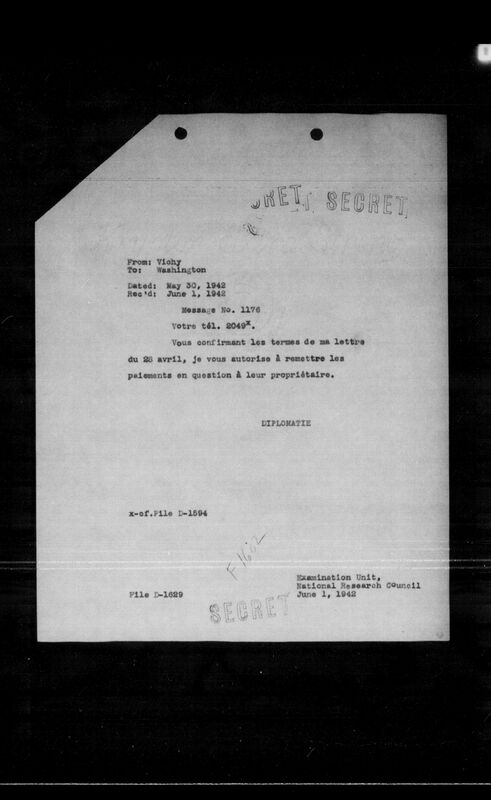 SECRET
From: Vichy
To: Washington
Dated: May 30, 1942
Rec'd: June 1, 1942
Message No. 1176
Votre tél. 2049x.
Vous confirmant les termes de ma lettre
du 28 avril, je vous autorise à remettre les
paiements en question à leur propriétaire.
DIPLOMATIE
x-cf.File D-1594
Examination Unit,
National Research Council
File D-1629 June 1, 1942
SECRET